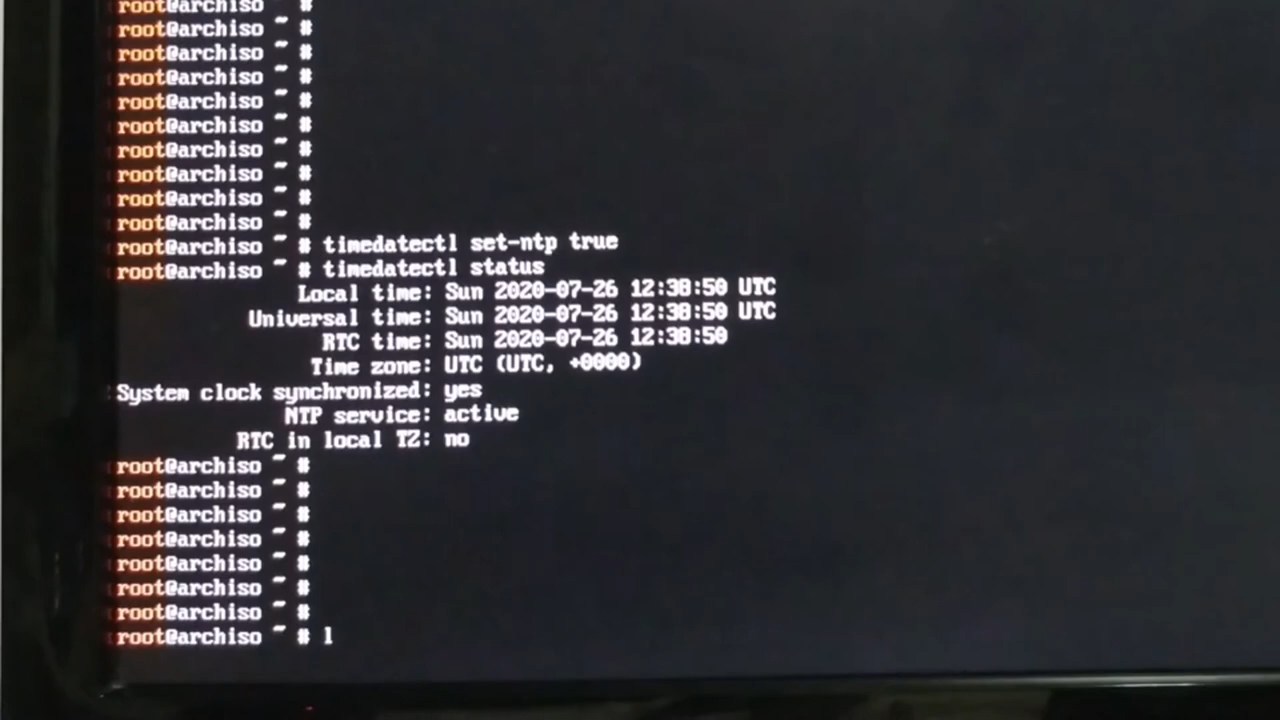 root@archiso ~ #
root@archiso ~ #
root@archiso ~ #
root@archiso ~ #
root@archiso ~ #
root@archiso ~ #
root@archiso ~ #
root@archiso ~ #
root@archiso ~ #
root@archiso ~ #
root@archiso ~ # timedatectl set-ntp true
root@archiso ~ # timedatectl status
Local time: Sun 2020-07-26 12:38:50 UTC
Universal time: Sun 2020-07-26 12:38:50 UTC
RTC time: Sun 2020-07-26 12:38:50
Time zone: UTC (UTC, +0000)
System clock synchronized: yes
NTP service: active
RTC in local TZ: no
root@archiso ~ #
root@archiso ~ #
root@archiso ~ #
root@archiso ~ #
root@archiso ~ #
root@archiso ~ #
root@archiso ~ #
root@archiso ~ # l